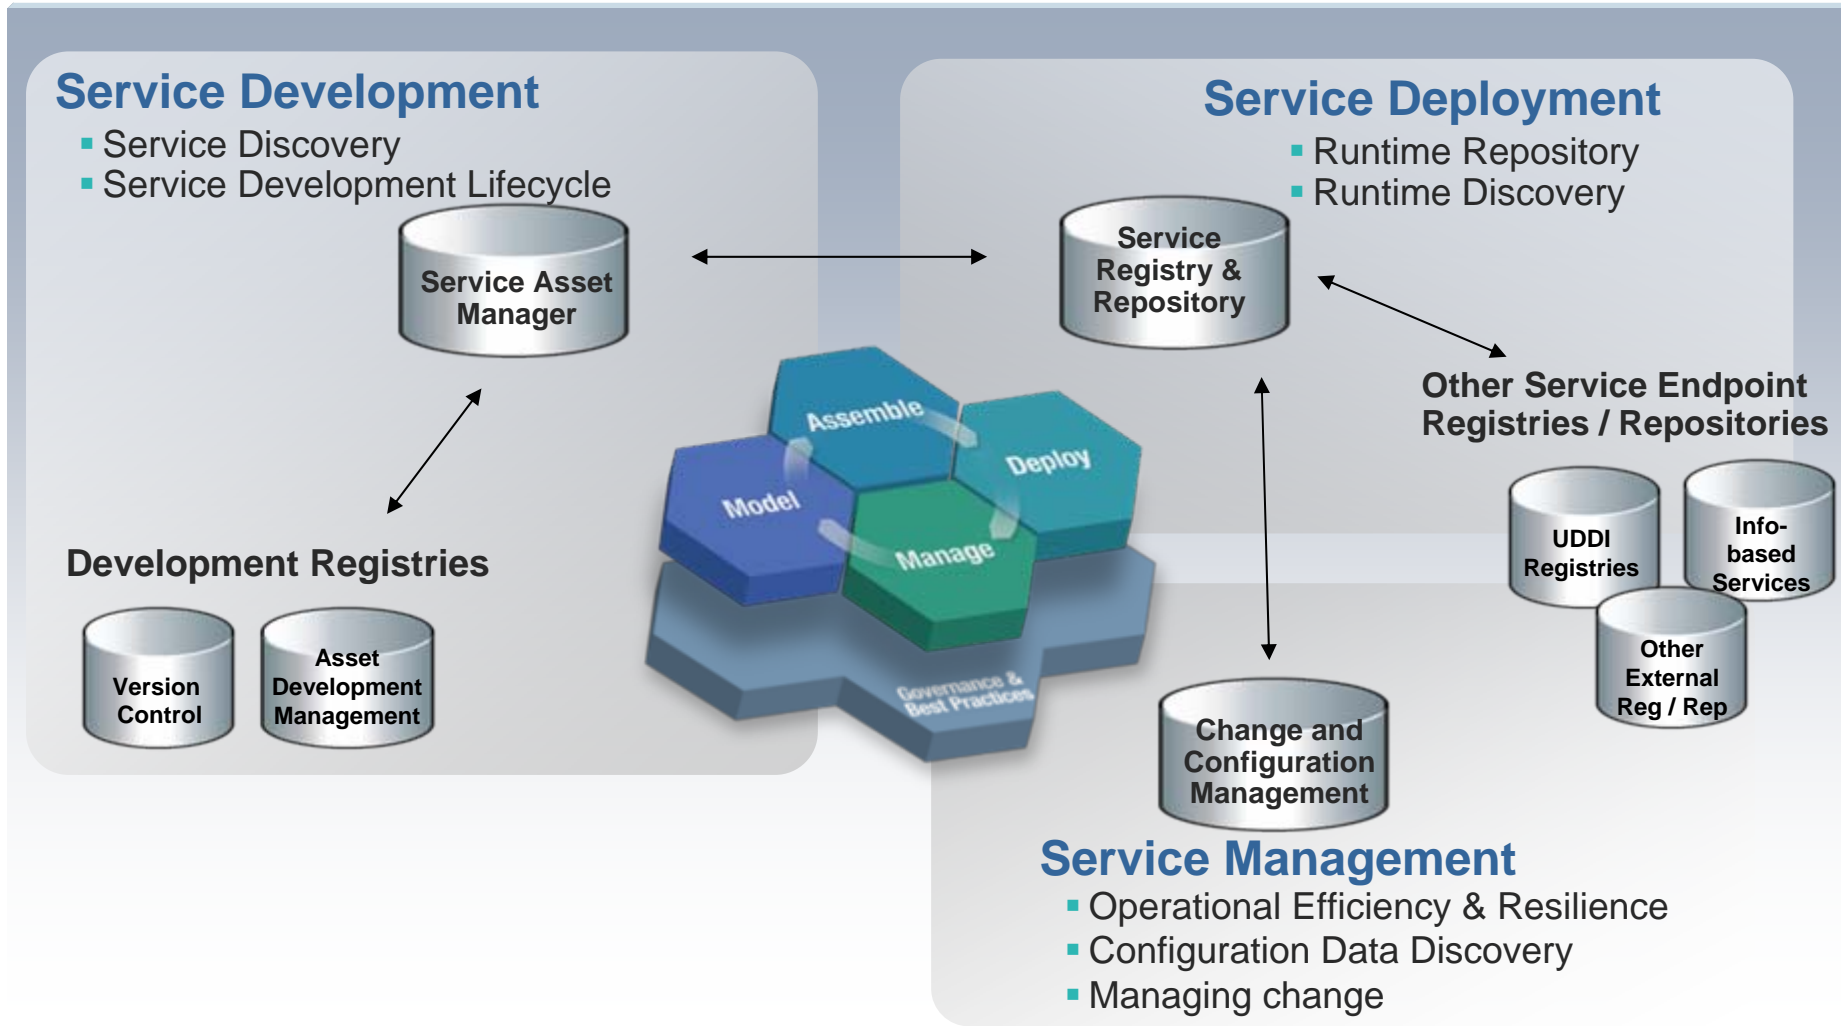 Service Development
Service Discovery
Service Development Lifecycle
Service Asset
Manager
Development Registries
Version
Control
Asset
Development
Management
Service Deployment
Runtime Repository
Runtime Discovery
Service
Registry &
Repository
Other Service Endpoint
Registries / Repositories
UDDI
Registries
Info-
based
Services
Other
External
Reg / Rep
Assemble
Deploy
Model
Manage
Governance &
Best Practices
Change and
Configuration
Management
Service Management
Operational Efficiency & Resilience
Configuration Data Discovery
Managing change